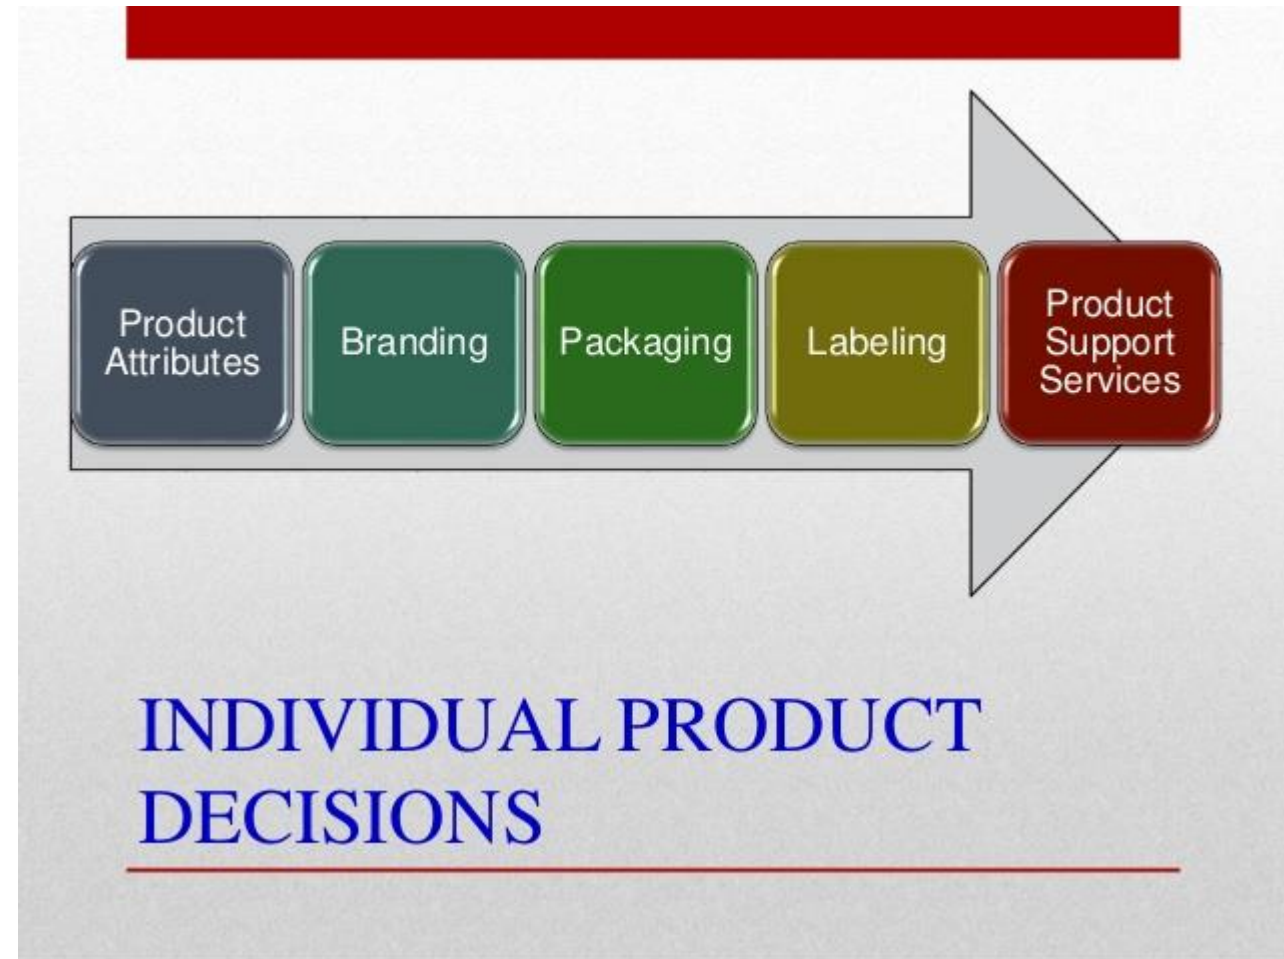 Product
Attributes
Branding
Packaging
Labeling
Product
Support
Services
INDIVIDUAL PRODUCT
DECISIONS